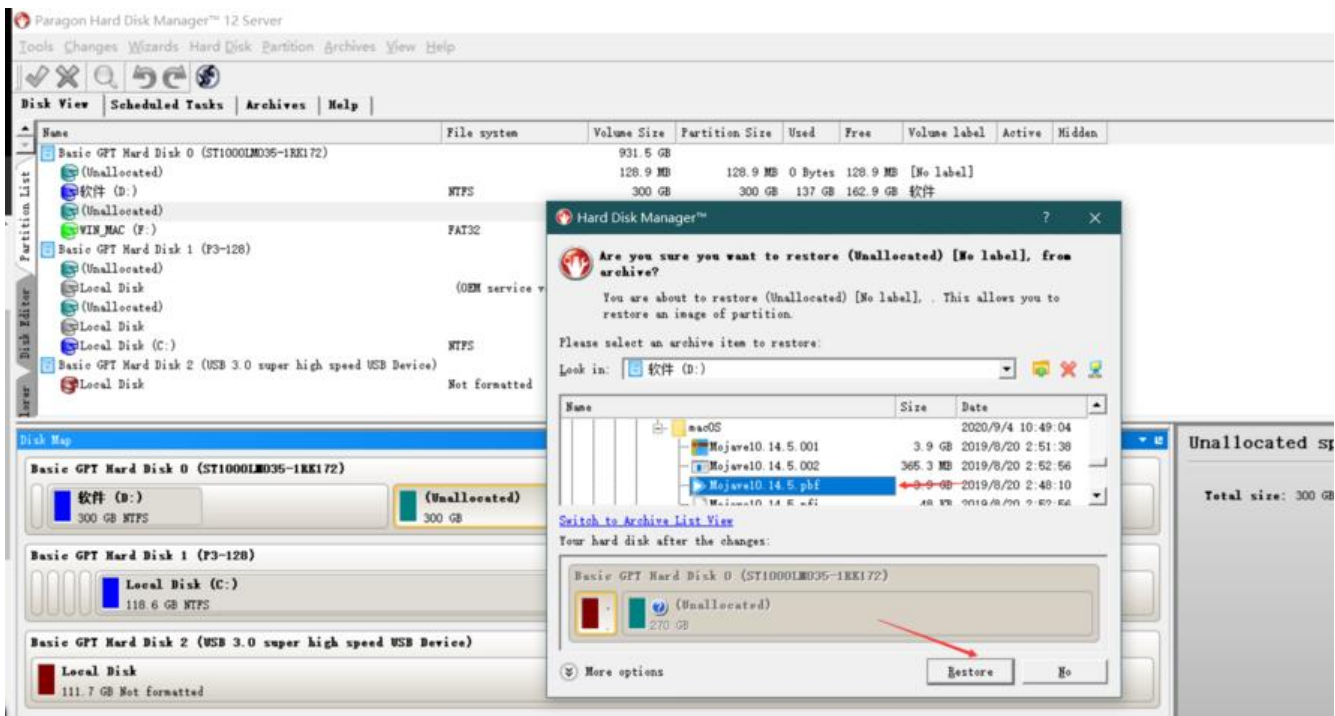 Paragon Hard Disk Manager™ 12 Server
Tools Changes Wizards Hard Disk Partition Archives View Help
Disk View Scheduled Tasks Archives Help
Name File system Volume Size Partition Size Used Free Volume label Active Hidden
Basic GPT Hard Disk 0 (ST1000LM035-1RK172) 931.5 GB
(Unallocated) 128.9 MB 128.9 MB 0 Bytes 128.9 MB [No label]
软件 (D:) NTFS 300 GB 300 GB 137 GB 162.9 GB 软件
(Unallocated)
WIN_MAC (F:) FAT32
Basic GPT Hard Disk 1 (P3-128)
(Unallocated)
Local Disk (OEM service v
(Unallocated)
Local Disk
Local Disk (C:) NTFS
Basic GPT Hard Disk 2 (USB 3.0 super high speed USB Device)
Local Disk Not formatted
Partition List
Disk Editor
lorer
Hard Disk Manager™ ? ×
Are you sure you want to restore (Unallocated) [No label], from
archive?
You are about to restore (Unallocated) [No label], . This allows you to
restore an image of partition.
Please select an archive item to restore:
Look in: 软件 (D:)
Name Size Date
macOS 2020/9/4 10:49:04
Mojave10.14.5.001 3.9 GB 2019/8/20 2:51:38
Mojave10.14.5.002 365.3 MB 2019/8/20 2:52:56
Mojave10.14.5.pbf 3.9 GB 2019/8/20 2:48:10
Switch to Archive List View
Your hard disk after the changes:
Basic GPT Hard Disk 0 (ST1000LM035-1RK172)
(Unallocated)
270 GB
More options Restore No
Disk Map
Basic GPT Hard Disk 0 (ST1000LM035-1RK172)
软件 (D:)
300 GB NTFS
(Unallocated)
300 GB
Basic GPT Hard Disk 1 (P3-128)
Local Disk (C:)
118.6 GB NTFS
Basic GPT Hard Disk 2 (USB 3.0 super high speed USB Device)
Local Disk
111.7 GB Not formatted
Unallocated sp
Total size: 300 GB